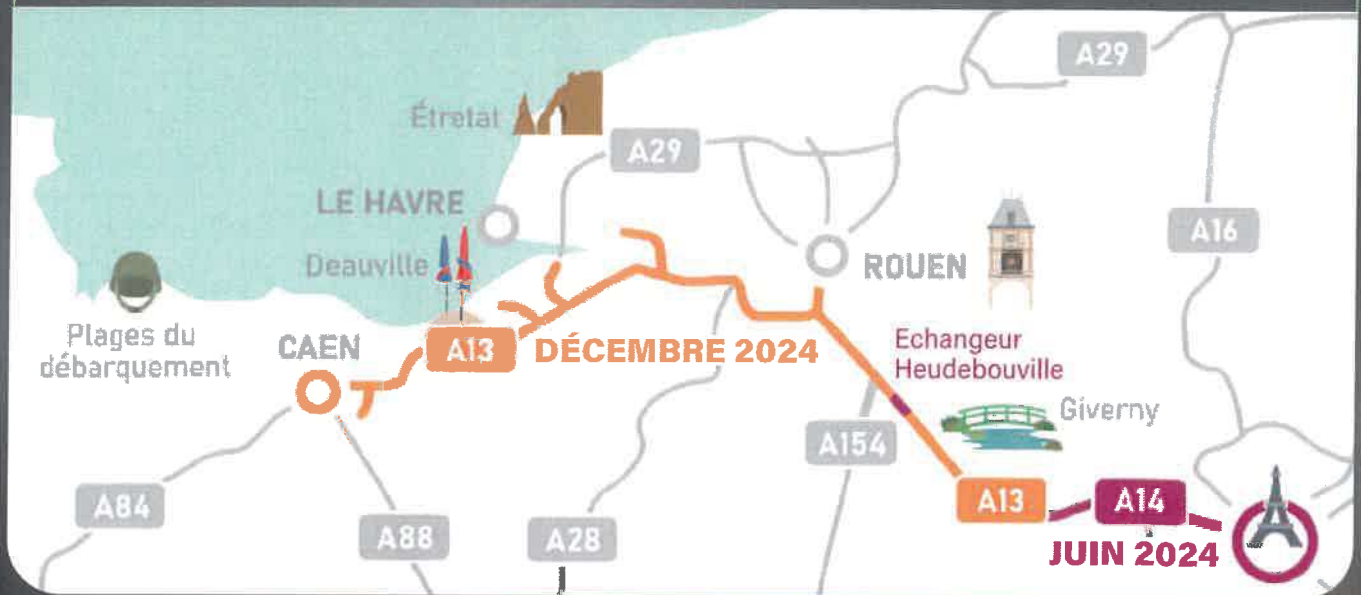 A29
Étretat
A29
LE HAVRE
A16
Deauville
ROUEN
Plages du
débarquement
CAEN
A13
DÉCEMBRE 2024
Echangeur
Heudebouville
Giverny
A154
A84
A13
A14
A88
A28
JUIN 2024